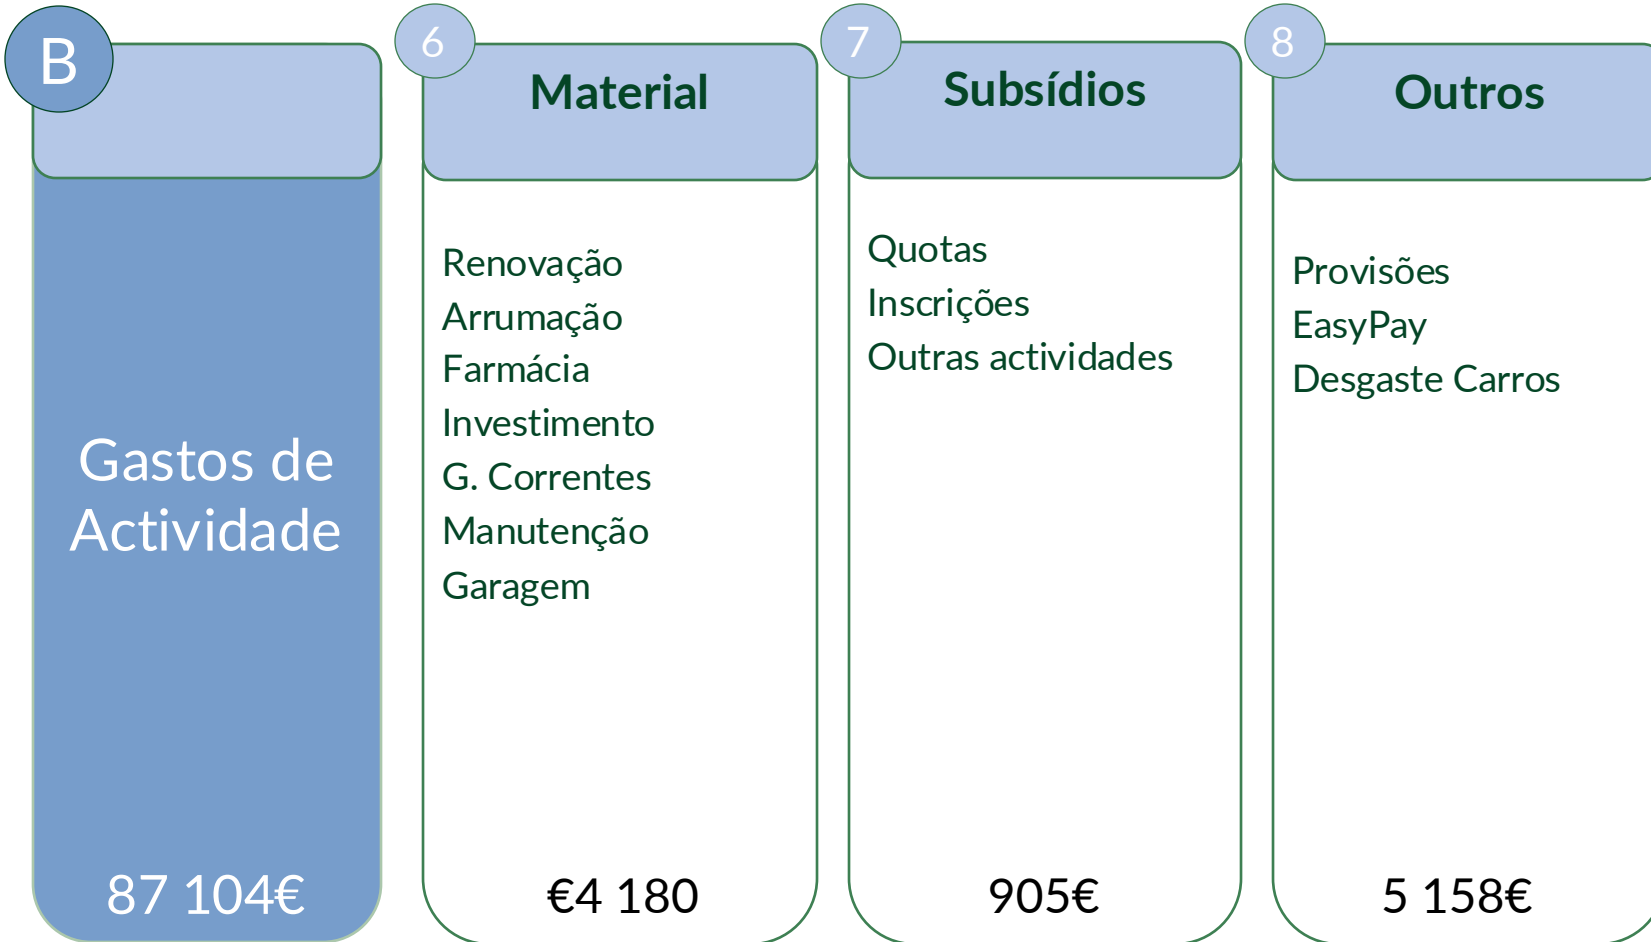 B
Gastos de
Actividade
87 104€
6
Material
Renovação
Arrumação
Farmácia
Investimento
G. Correntes
Manutenção
Garagem
€4 180
7
Subsídios
Quotas
Inscrições
Outras actividades
905€
8
Outros
Provisões
EasyPay
Desgaste Carros
5 158€